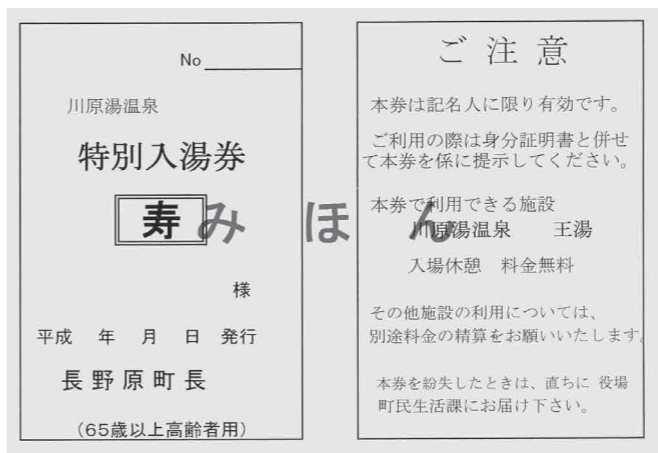 No
川原湯温泉
特別入湯券
寿
様
平成 年 月 日 発行
長野原町長
(65歳以上高齢者用)
みほん
ご注意
本券は記名人に限り有効です。
ご利用の際は身分証明書と併せ
て本券を係に提示してください。
本券で利用できる施設
川原湯温泉 王湯
入場休憩 料金無料
その他施設の利用については、
別途料金の精算をお願いいたします。
本券を紛失したときは、直ちに 役場
町民生活課にお届け下さい。